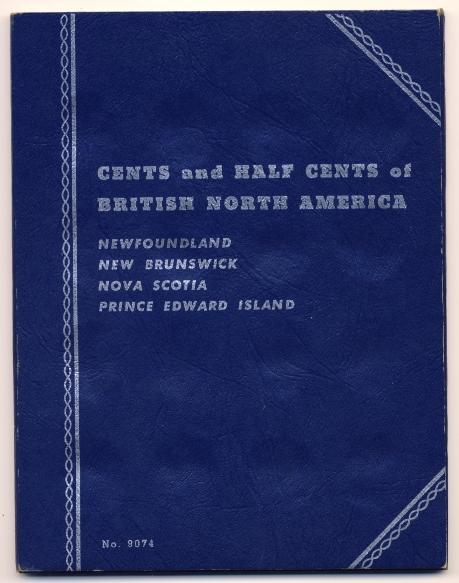 CENTS and HALF CENTS of
BRITISH NORTH AMERICA
NEWFOUNDLAND
NEW BRUNSWICK
NOVA SCOTIA
PRINCE EDWARD ISLAND
No. 9074